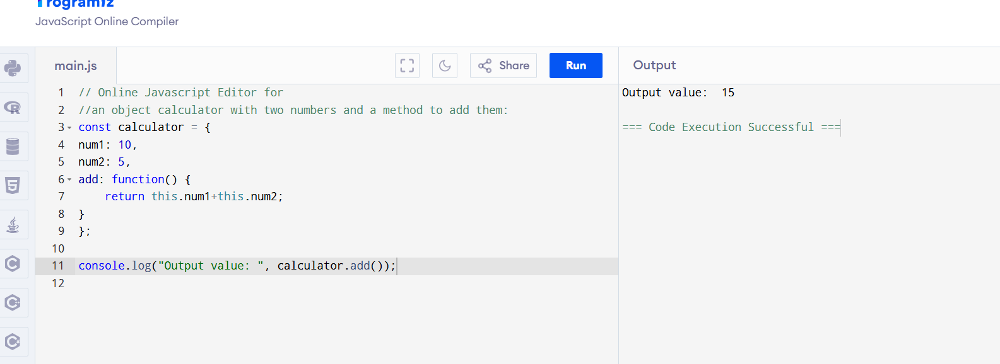 Programiz
JavaScript Online Compiler
main.js
Share
Run
Output
1 // Online Javascript Editor for
2 //an object calculator with two numbers and a method to add them:
3 const calculator = {
4 num1: 10,
5 num2: 5,
6 add: function() {
7     return this.num1+this.num2;
8 }
9 };
10
11 console.log("Output value: ", calculator.add());
12
Output value:  15
=== Code Execution Successful ===